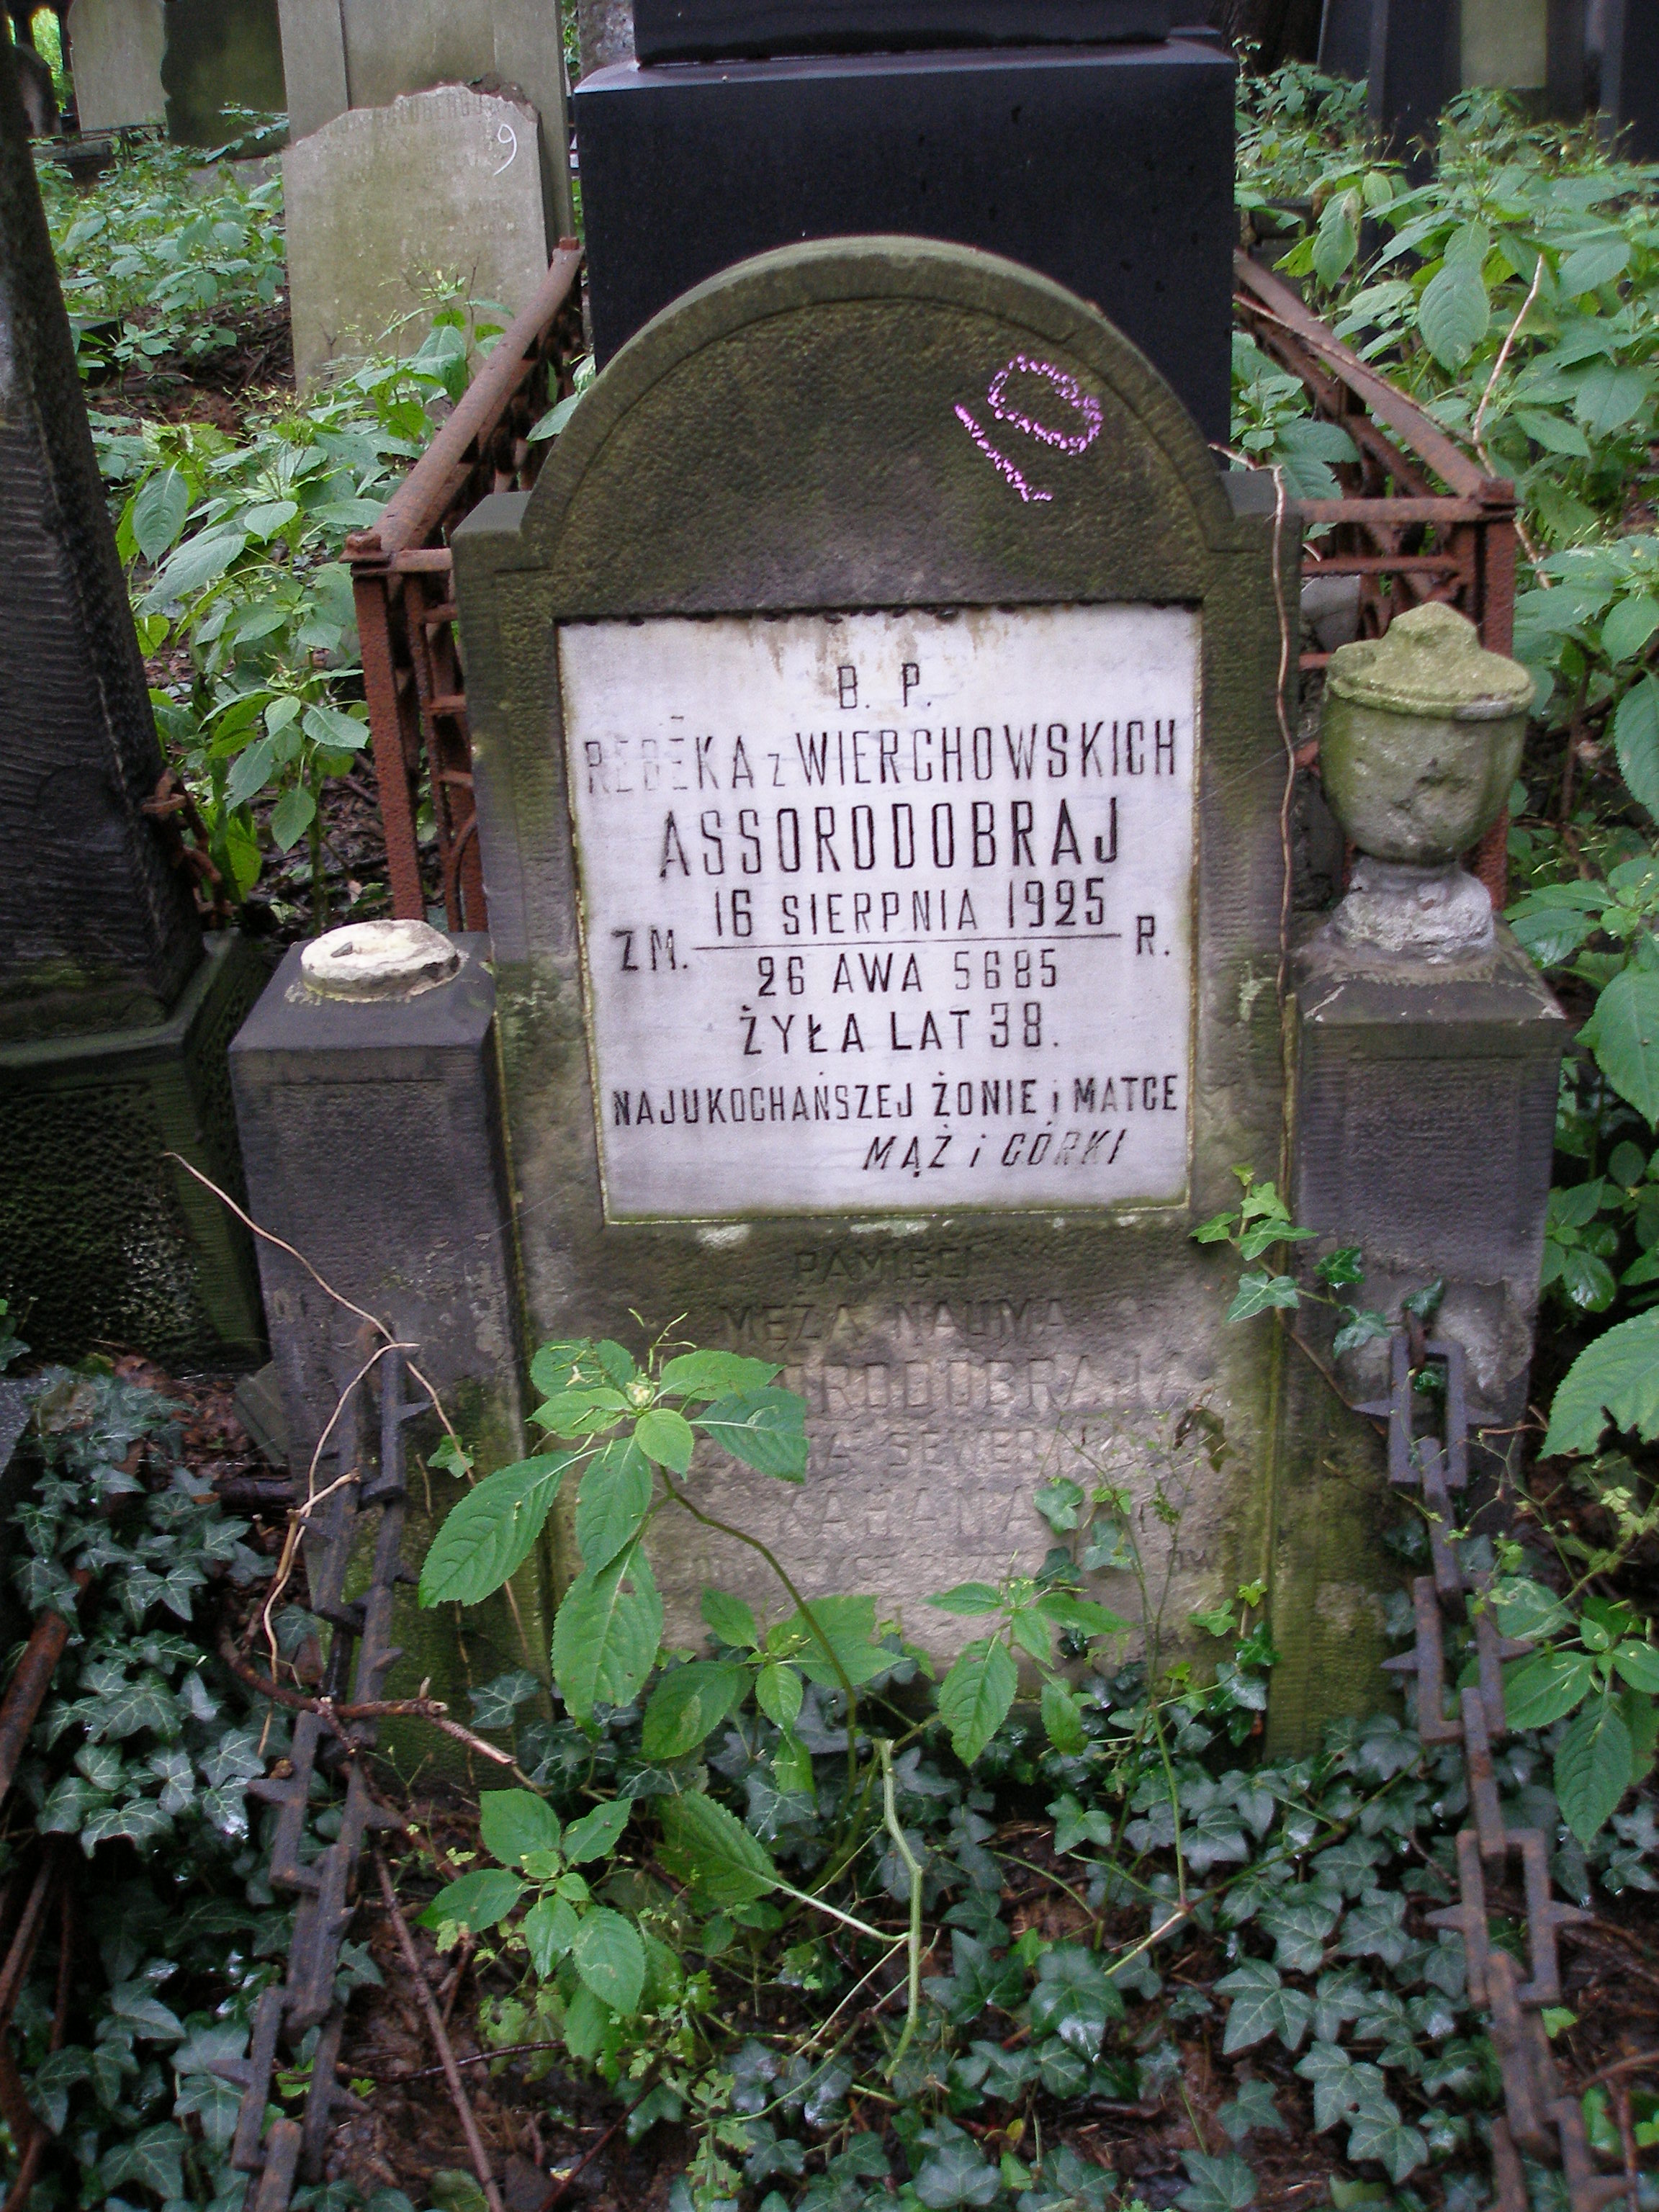 9
10
B. P.
REBEKA z WIERCHOWSKICH
ASSORODOBRAJ
ZM. 16 SIERPNIA 1925 R.
26 AWA 5685
ŻYŁA LAT 38.
NAJUKOCHAŃSZEJ ŻONIE i MATCE
MĄŻ i CÓRKI
PAMIĘCI
MĘŻA NAUMA
KAHANA